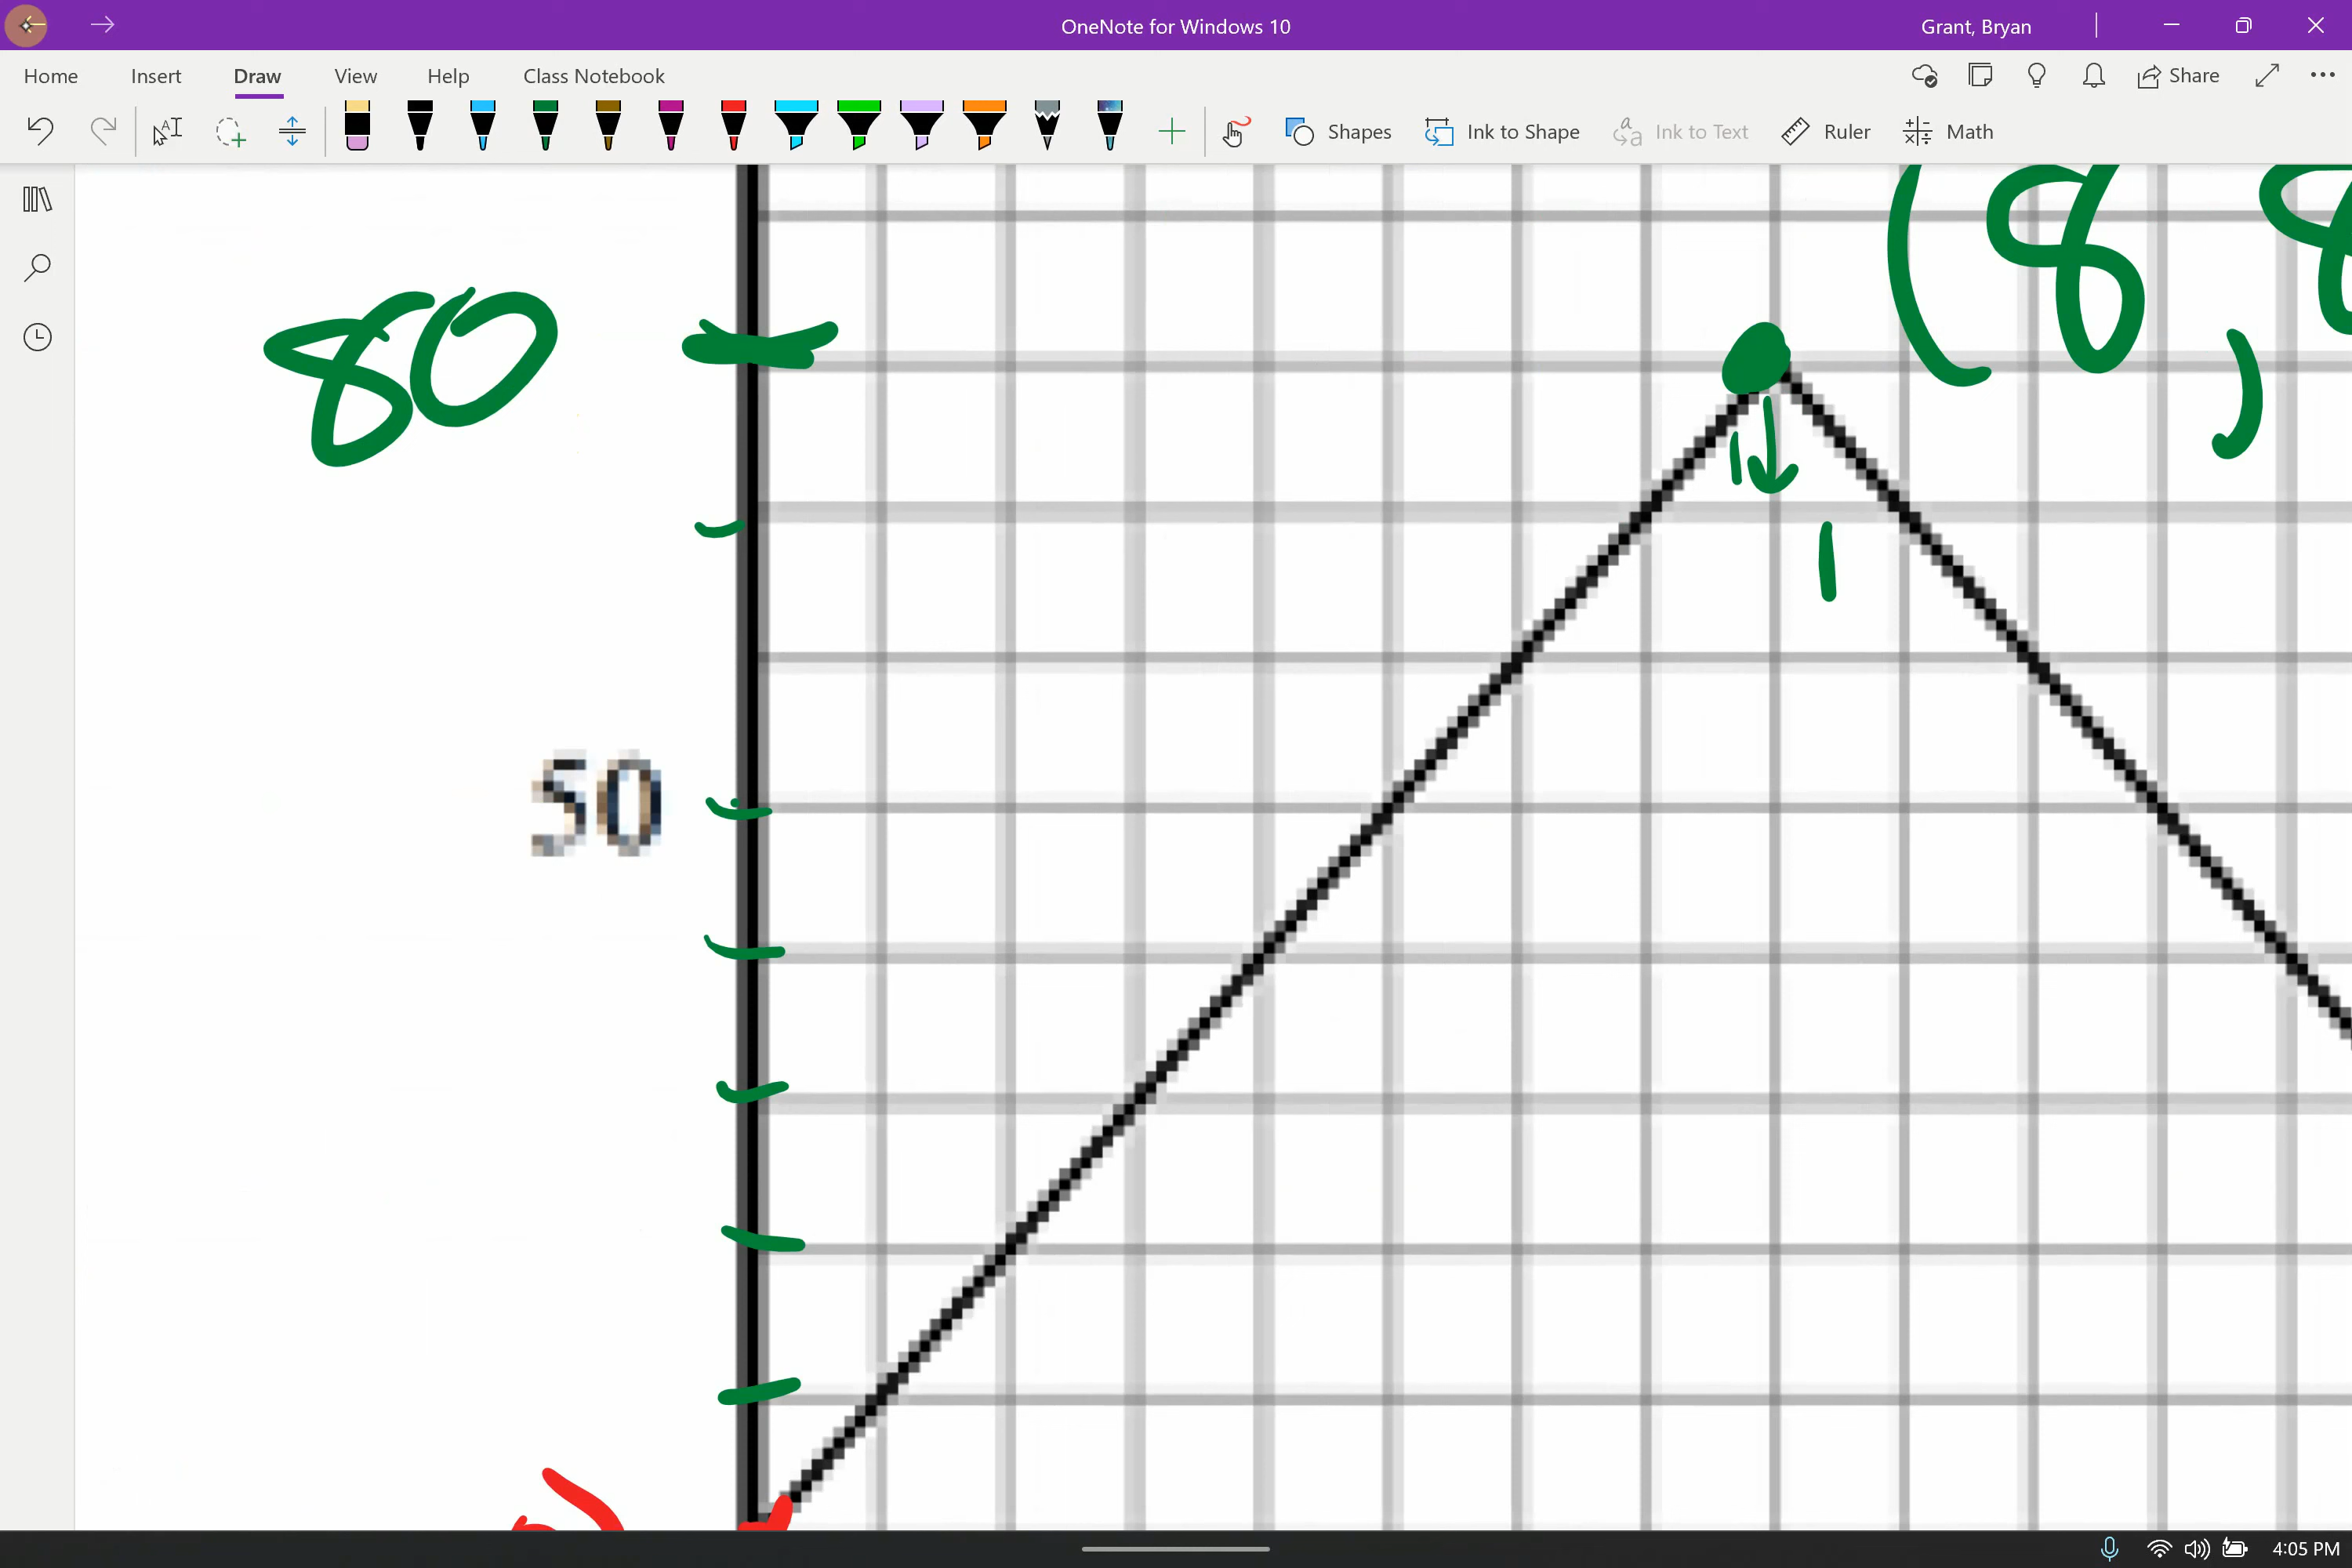 OneNote for Windows 10
Grant, Bryan
Home Insert Draw View Help Class Notebook
Share
Shapes Ink to Shape Ink to Text Ruler Math
(8,
80
1
50
4:05 PM